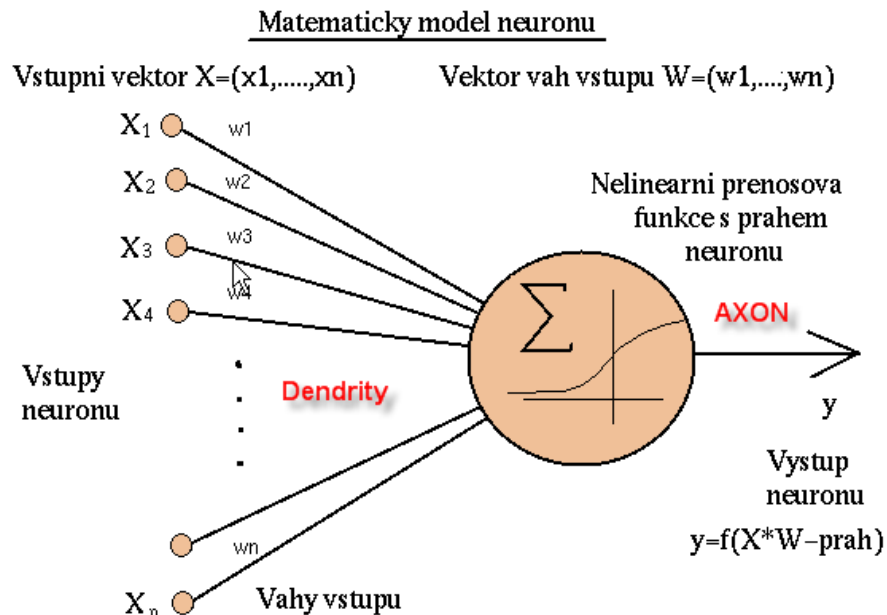 Matematicky model neuronu
Vstupni vektor X=(x1,.....,xn)
Vektor vah vstupu W=(w1,....,wn)
X1
w1
X2
w2
X3
w3
X4
w4
Nelinearni prenosova
funkce s prahem
neuronu
AXON
Vstupy
neuronu
Dendrity
y
Vystup
neuronu
y=f(X*W-prah)
wn
Xn
Vahy vstupu